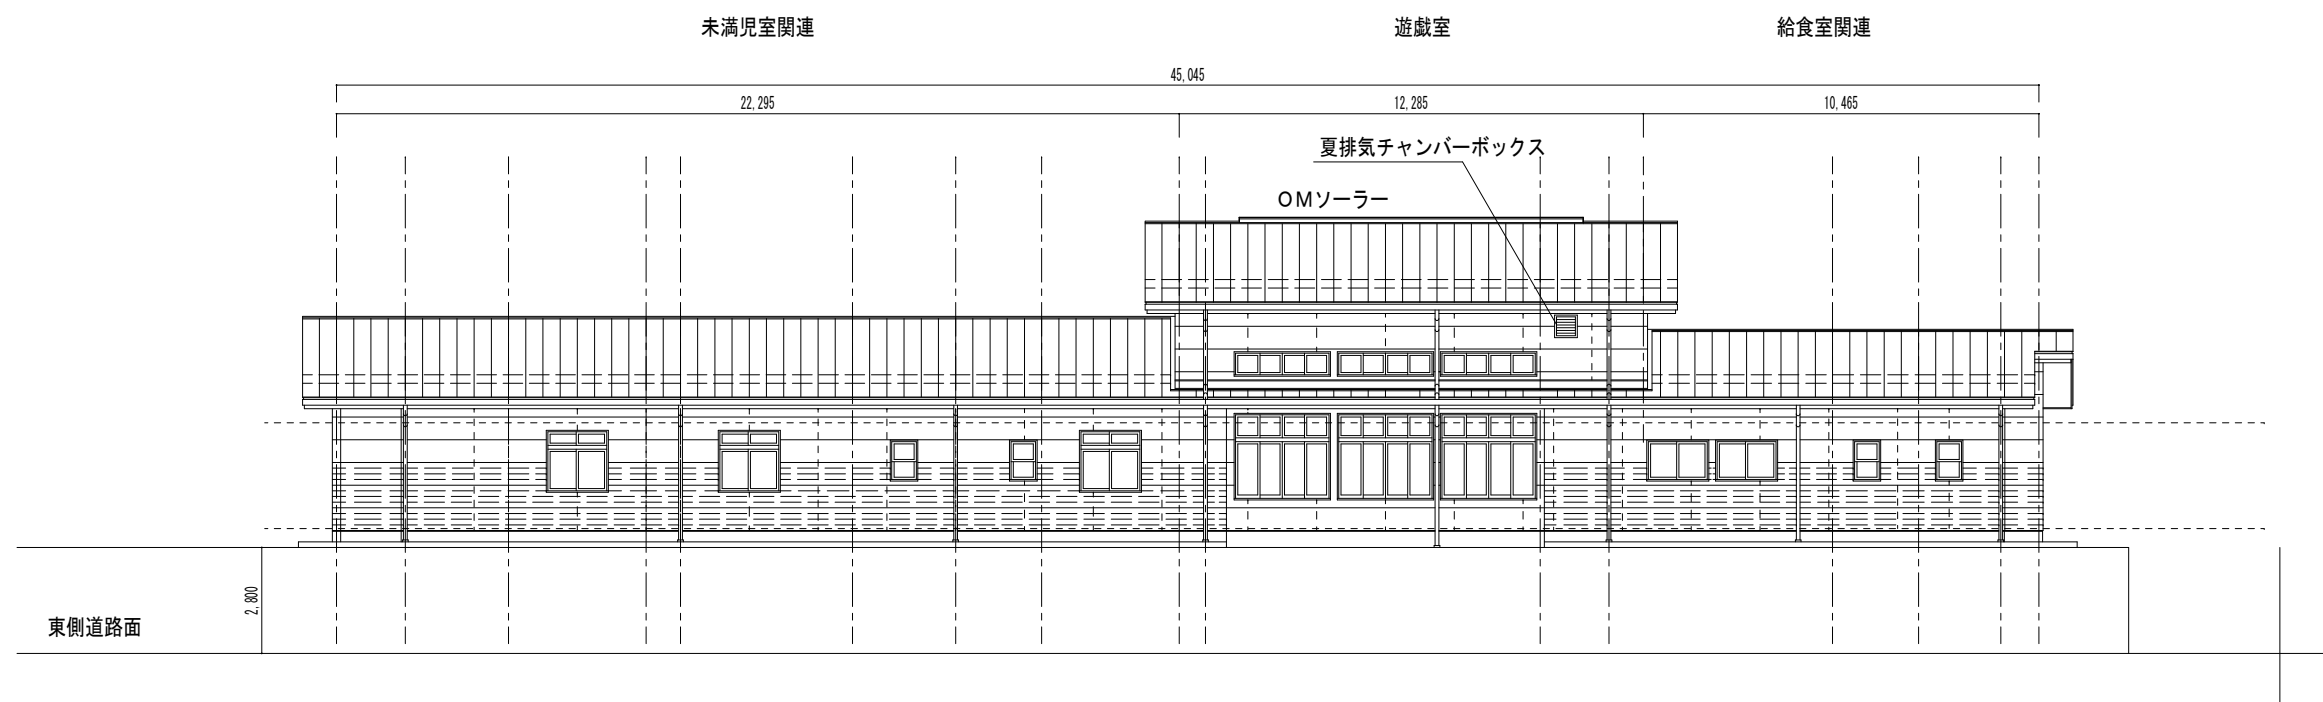 未満児室関連
遊戯室
給食室関連
45,045
22,295
12,285
10,465
夏排気チャンバーボックス
OMソーラー
2,800
東側道路面